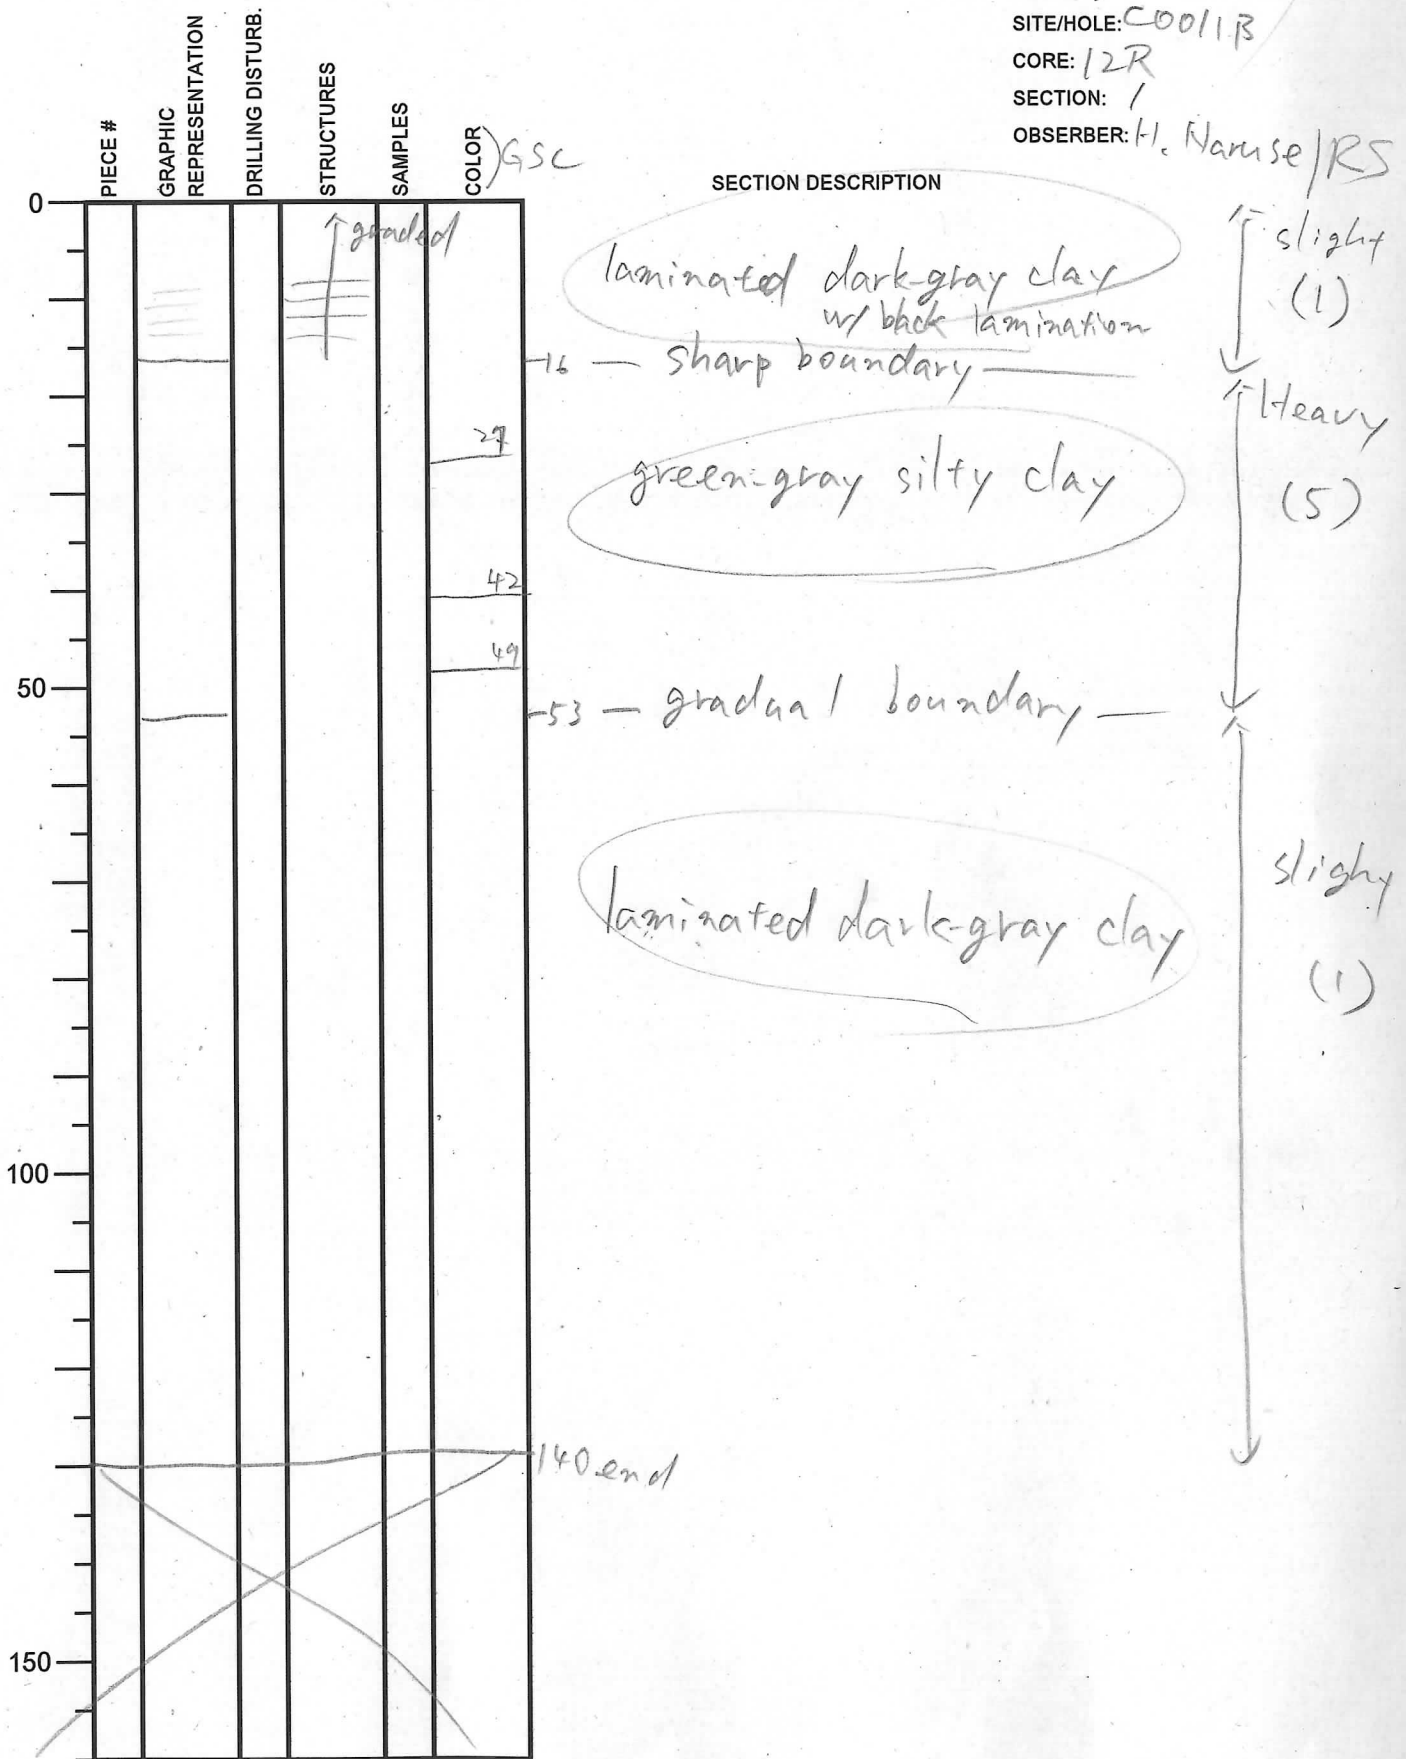 SITE/HOLE: C0011B
CORE: 12R
SECTION: 1
OBSERBER: H. Naruse/RS
PIECE #
GRAPHIC REPRESENTATION
DRILLING DISTURB.
STRUCTURES
SAMPLES
COLOR) GSC
SECTION DESCRIPTION
0
graded
slight
(1)
laminated dark-gray clay
w/ back lamination
16 — sharp boundary
Heavy
(5)
27
green-gray silty clay
42
49
50
53 — gradual boundary —
slighy
(1)
laminated dark-gray clay
100
140 end
150